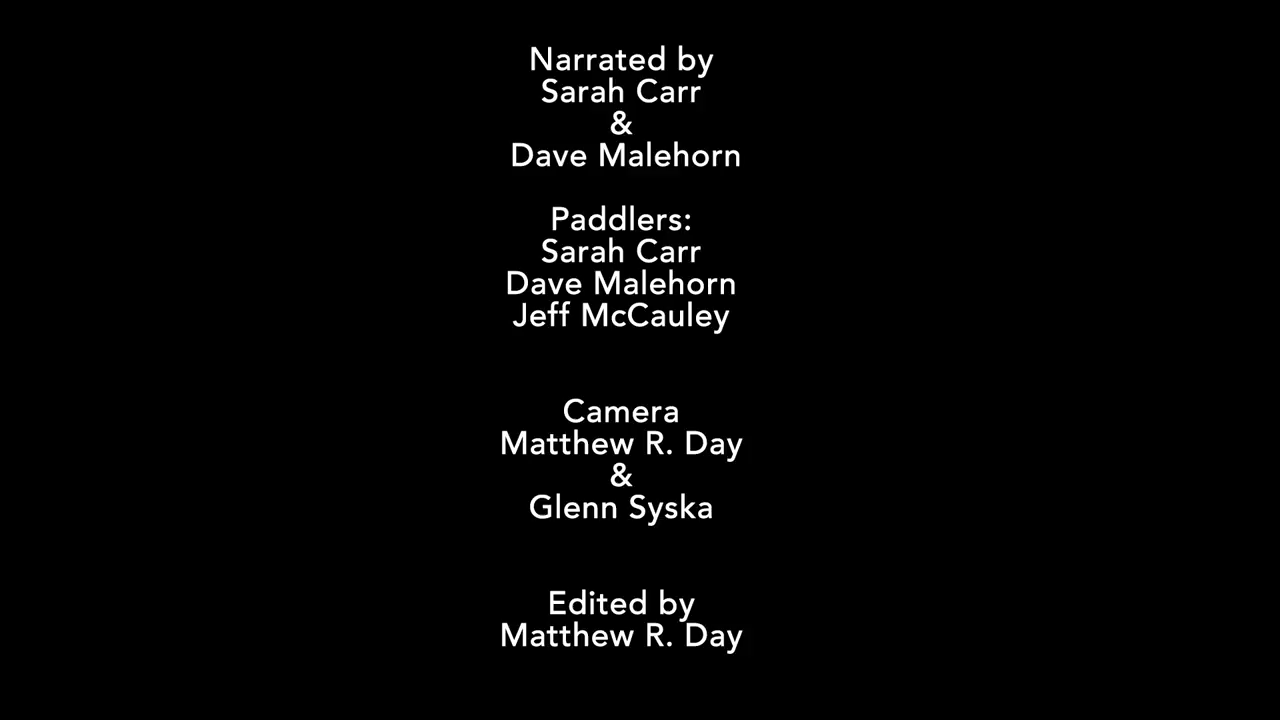 Narrated by
Sarah Carr
&
Dave Malehorn
Paddlers:
Sarah Carr
Dave Malehorn
Jeff McCauley
Camera
Matthew R. Day
&
Glenn Syska
Edited by
Matthew R. Day